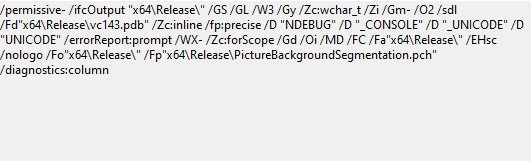 /permissive- /ifcOutput "x64\Release\" /GS /GL /W3 /Gy /Zc:wchar_t /Zi /Gm- /O2 /sdl
/Fd"x64\Release\vc143.pdb" /Zc:inline /fp:precise /D "NDEBUG" /D "_CONSOLE" /D "_UNICODE" /D
"UNICODE" /errorReport:prompt /WX- /Zc:forScope /Gd /Oi /MD /FC /Fa"x64\Release\" /EHsc
/nologo /Fo"x64\Release\" /Fp"x64\Release\PictureBackgroundSegmentation.pch"
/diagnostics:column